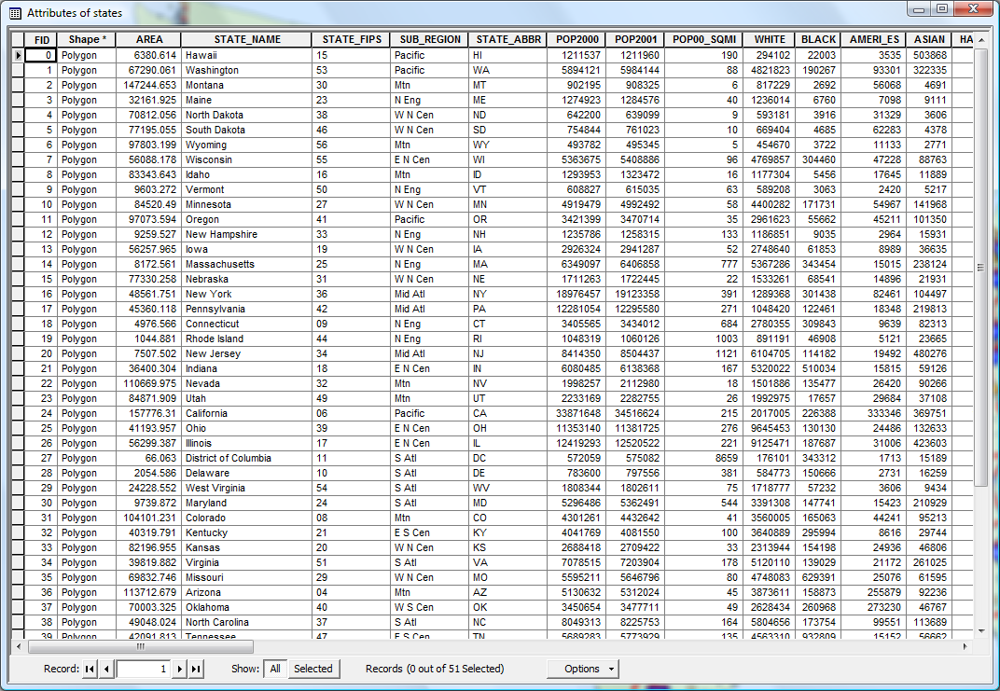 Attributes of states
FID Shape * AREA STATE_NAME STATE_FIPS SUB_REGION STATE_ABBR POP2000 POP2001 POP00_SQMI WHITE BLACK AMERI_ES ASIAN HA
0 Polygon 6380.614 Hawaii 15 Pacific HI 1211537 1211960 190 294102 22003 3535 503868
1 Polygon 67290.061 Washington 53 Pacific WA 5894121 5984144 88 4821823 190267 93301 322335
2 Polygon 147244.653 Montana 30 Mtn MT 902195 908325 6 817229 2692 56068 4691
3 Polygon 32161.925 Maine 23 N Eng ME 1274923 1284576 40 1236014 6760 7098 9111
4 Polygon 70812.056 North Dakota 38 W N Cen ND 642200 639099 9 593181 3916 31329 3606
5 Polygon 77195.055 South Dakota 46 W N Cen SD 754844 761023 10 669404 4685 62283 4378
6 Polygon 97803.199 Wyoming 56 Mtn WY 493782 495345 5 454670 3722 11133 2771
7 Polygon 56088.178 Wisconsin 55 E N Cen WI 5363675 5408886 96 4769857 304460 47228 88763
8 Polygon 83343.643 Idaho 16 Mtn ID 1293953 1323472 16 1177304 5456 17645 11889
9 Polygon 9603.272 Vermont 50 N Eng VT 608827 615035 63 589208 3063 2420 5217
10 Polygon 84520.49 Minnesota 27 W N Cen MN 4919479 4992492 58 4400282 171731 54967 141968
11 Polygon 97073.594 Oregon 41 Pacific OR 3421399 3470714 35 2961623 55662 45211 101350
12 Polygon 9259.527 New Hampshire 33 N Eng NH 1235786 1258315 133 1186851 9035 2964 15931
13 Polygon 56257.965 Iowa 19 W N Cen IA 2926324 2941287 52 2748640 61853 8989 36635
14 Polygon 8172.561 Massachusetts 25 N Eng MA 6349097 6406858 777 5367286 343454 15015 238124
15 Polygon 77330.258 Nebraska 31 W N Cen NE 1711263 1722445 22 1533261 68541 14896 21931
16 Polygon 48561.751 New York 36 Mid Atl NY 18976457 19123358 391 1289368 301438 82461 104497
17 Polygon 45360.118 Pennsylvania 42 Mid Atl PA 12281054 12295580 271 1048420 122461 18348 219813
18 Polygon 4976.566 Connecticut 09 N Eng CT 3405565 3434012 684 2780355 309843 9639 82313
19 Polygon 1044.881 Rhode Island 44 N Eng RI 1048319 1060126 1003 891191 46908 5121 23665
20 Polygon 7507.502 New Jersey 34 Mid Atl NJ 8414350 8504437 1121 6104705 114182 19492 480276
21 Polygon 36400.304 Indiana 18 E N Cen IN 6080485 6138368 167 5320022 510034 15815 59126
22 Polygon 110669.975 Nevada 32 Mtn NV 1998257 2112980 18 1501886 135477 26420 90266
23 Polygon 84871.909 Utah 49 Mtn UT 2233169 2282755 26 1992975 17657 29684 37108
24 Polygon 157776.31 California 06 Pacific CA 33871648 34516624 215 2017005 226388 333346 369751
25 Polygon 41193.957 Ohio 39 E N Cen OH 11353140 11381725 276 9645453 130130 24486 132633
26 Polygon 56299.387 Illinois 17 E N Cen IL 12419293 12520522 221 9125471 187687 31006 423603
27 Polygon 66.063 District of Columbia 11 S Atl DC 572059 575082 8659 176101 343312 1713 15189
28 Polygon 2054.586 Delaware 10 S Atl DE 783600 797556 381 584773 150666 2731 16259
29 Polygon 24228.552 West Virginia 54 S Atl WV 1808344 1802611 75 1718777 57232 3606 9434
30 Polygon 9739.872 Maryland 24 S Atl MD 5296486 5362491 544 3391308 147741 15423 210929
31 Polygon 104101.231 Colorado 08 Mtn CO 4301261 4432642 41 3560005 165063 44241 95213
32 Polygon 40319.791 Kentucky 21 E S Cen KY 4041769 4081550 100 3640889 295994 8616 29744
33 Polygon 82196.955 Kansas 20 W N Cen KS 2688418 2709422 33 2313944 154198 24936 46806
34 Polygon 39819.882 Virginia 51 S Atl VA 7078515 7203904 178 5120110 139029 21172 261025
35 Polygon 69832.746 Missouri 29 W N Cen MO 5595211 5646796 80 4748083 629391 25076 61595
36 Polygon 113712.679 Arizona 04 Mtn AZ 5130632 5312024 45 3873611 158873 255879 92236
37 Polygon 70003.325 Oklahoma 40 W S Cen OK 3450654 3477711 49 2628434 260968 273230 46767
38 Polygon 49048.024 North Carolina 37 S Atl NC 8049313 8225753 164 5804656 173754 99551 113689
39 Polygon 42091.813 Tennessee 47 E S Cen TN 5689283 5773929 135 4563310 932809 15152 56662
Record: 1 Show: All Selected Records (0 out of 51 Selected) Options